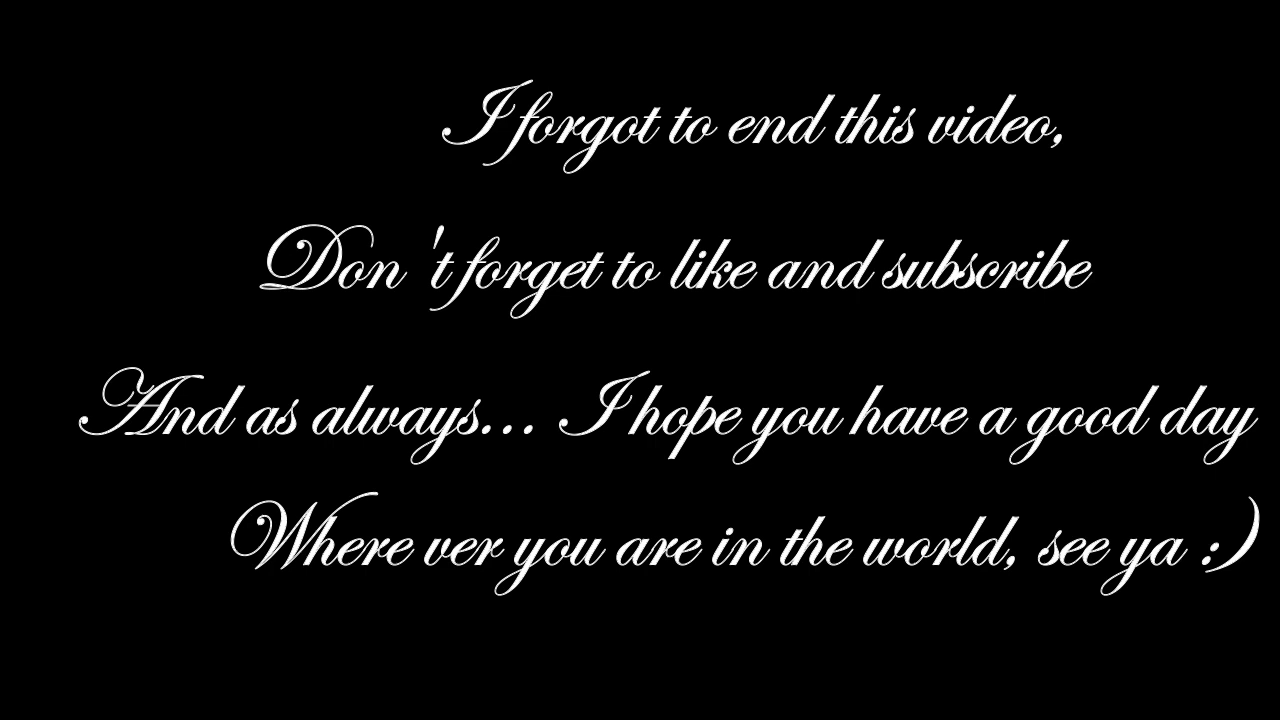 I forgot to end this video,
Don't forget to like and subscribe
And as always... I hope you have a good day
Where ver you are in the world, see ya :)